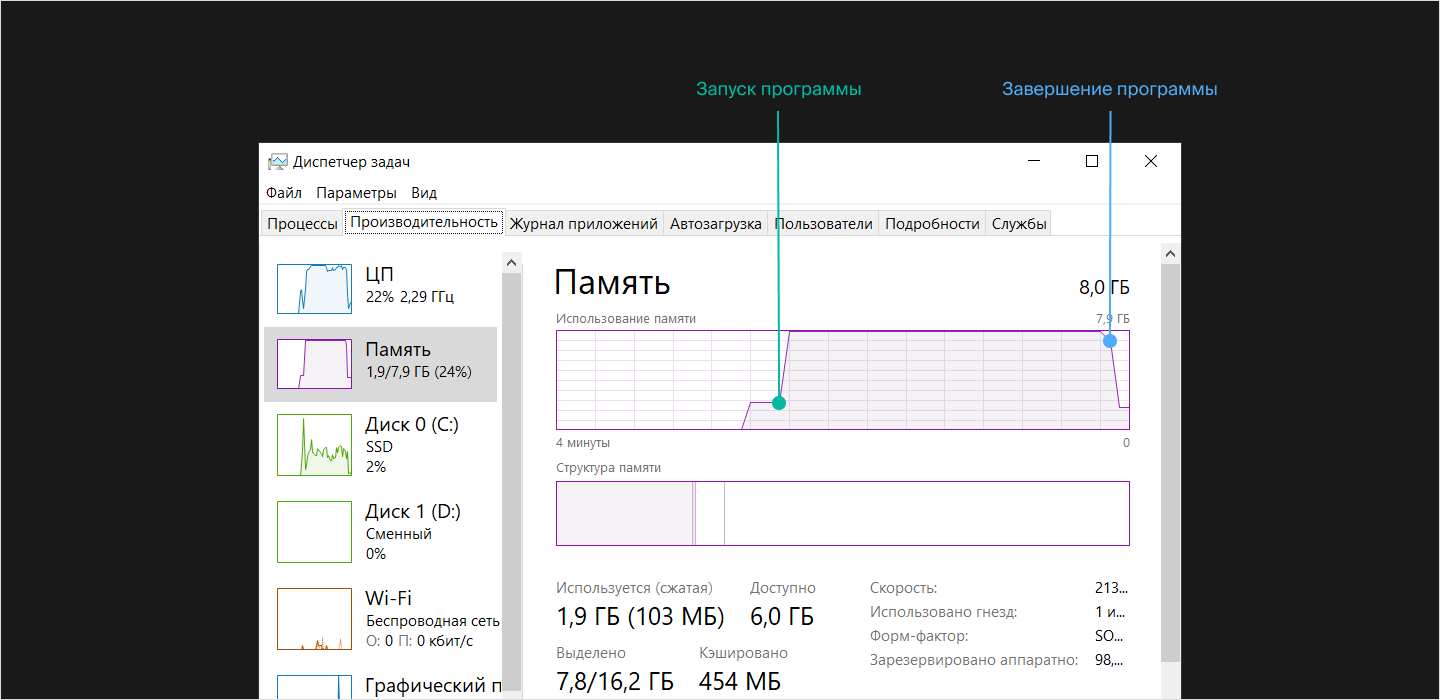 Запуск программы
Завершение программы
Диспетчер задач
Файл Параметры Вид
Процессы Производительность Журнал приложений Автозагрузка Пользователи Подробности Службы
ЦП
22% 2,29 ГГц
Память
1,9/7,9 ГБ (24%)
Диск 0 (C:)
SSD
2%
Диск 1 (D:)
Сменный
0%
Wi-Fi
Беспроводная сеть
О: 0 П: 0 кбит/с
Графический п
Память 8,0 ГБ
Использование памяти 7,9 ГБ
4 минуты 0
Структура памяти
Используется (сжатая) Доступно
1,9 ГБ (103 МБ) 6,0 ГБ
Выделено Кэшировано
7,8/16,2 ГБ 454 МБ
Скорость: 213...
Использовано гнезд: 1 и...
Форм-фактор: SO...
Зарезервировано аппаратно: 98,...